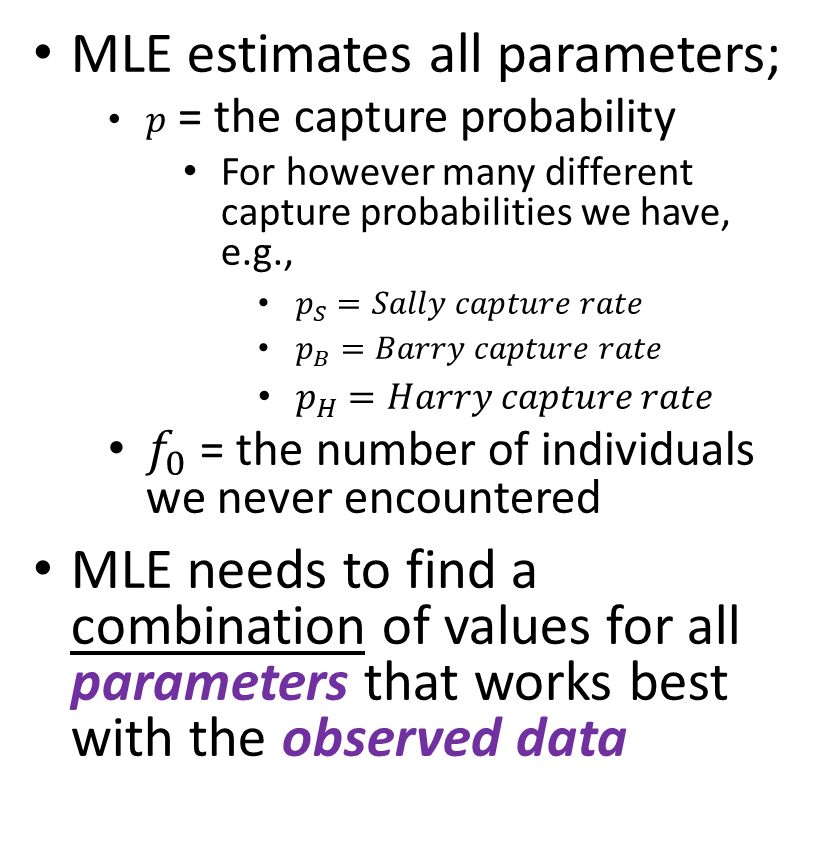 • MLE estimates all parameters;
• p = the capture probability
• For however many different
capture probabilities we have,
e.g.,
• p_S = Sally capture rate
• p_B = Barry capture rate
• p_H = Harry capture rate
• f_0 = the number of individuals
we never encountered
• MLE needs to find a
combination of values for all
parameters that works best
with the observed data